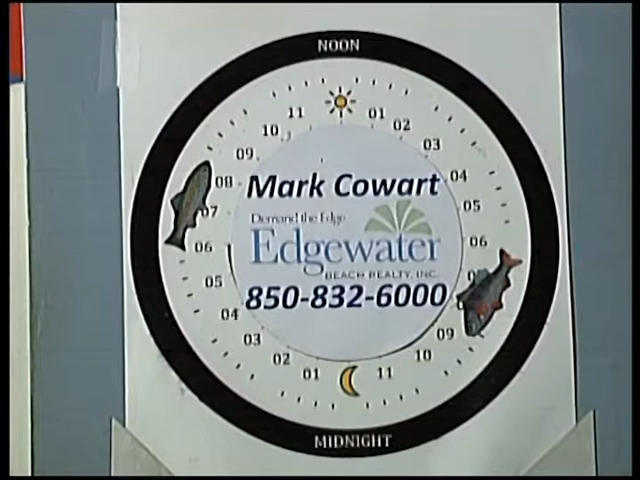 NOON
11 01
10 02
09 03
08 04
07 05
06 06
05
04
03 09
02 10
01 11
MIDNIGHT
Mark Cowart
Demand the Edge
Edgewater
BEACH REALTY, INC.
850-832-6000